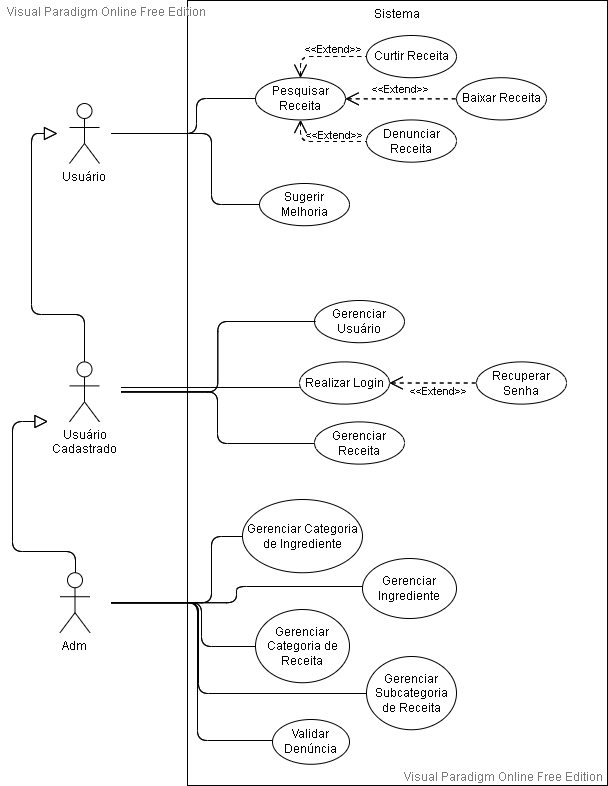 Visual Paradigm Online Free Edition
Sistema
<<Extend>>
Curtir Receita
Pesquisar
Receita
<<Extend>>
Baixar Receita
<<Extend>>
Denunciar
Receita
Usuário
Sugerir
Melhoria
Gerenciar
Usuário
Realizar Login
<<Extend>>
Recuperar
Senha
Usuário
Cadastrado
Gerenciar
Receita
Gerenciar Categoria
de Ingrediente
Gerenciar
Ingrediente
Adm
Gerenciar
Categoria de
Receita
Gerenciar
Subcategoria
de Receita
Validar
Denúncia
Visual Paradigm Online Free Edition